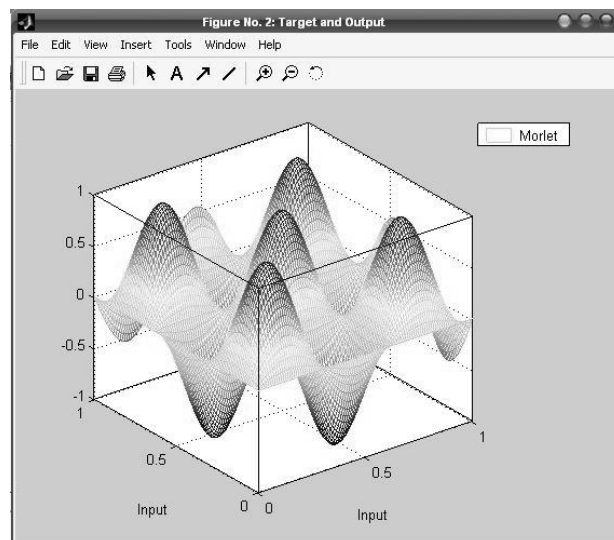 Figure No. 2: Target and Output
File Edit View Insert Tools Window Help
A
Morlet
1
0.5
0
-0.5
-1
1
0.5
0
0
0.5
1
Input
Input